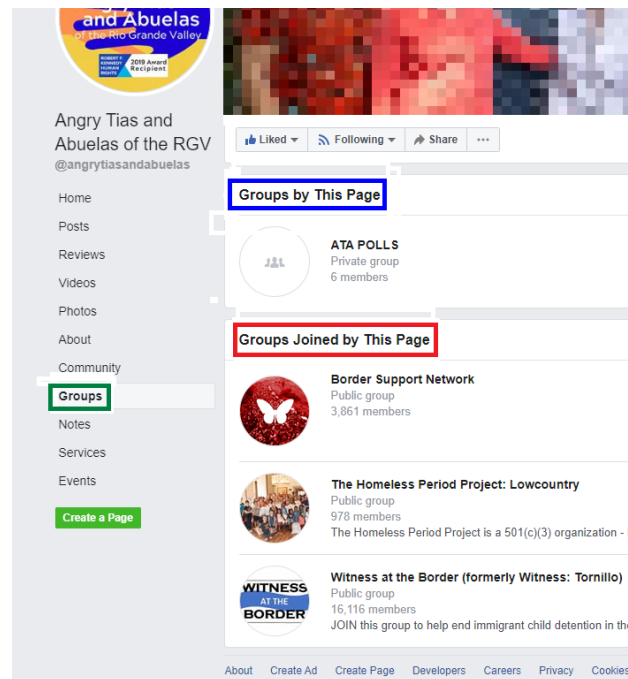 and Abuelas
of the Rio Grande Valley
ROBERT F.
KENNEDY
HUMAN
RIGHTS
2019 Award
Recipient
Angry Tias and
Abuelas of the RGV
@angrytiasandabuelas
Home
Posts
Reviews
Videos
Photos
About
Community
Groups
Notes
Services
Events
Create a Page
Liked Following Share ...
Groups by This Page
ATA POLLS
Private group
6 members
Groups Joined by This Page
Border Support Network
Public group
3,861 members
The Homeless Period Project: Lowcountry
Public group
978 members
The Homeless Period Project is a 501(c)(3) organization -
WITNESS
AT THE
BORDER
Witness at the Border (formerly Witness: Tornillo)
Public group
16,116 members
JOIN this group to help end immigrant child detention in the
About Create Ad Create Page Developers Careers Privacy Cookies